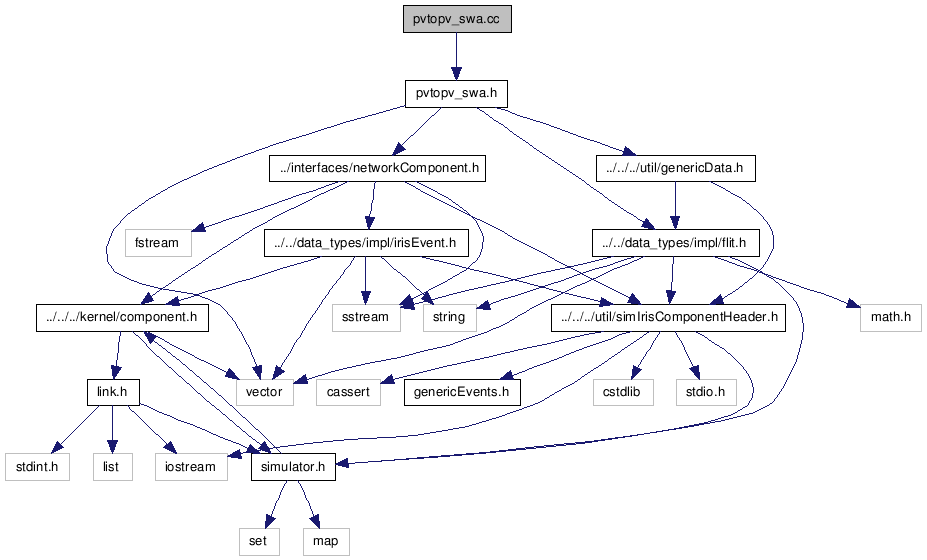 pvtopv_swa.cc
pvtopv_swa.h
../interfaces/networkComponent.h
../../../util/genericData.h
fstream
../../data_types/impl/irisEvent.h
../../data_types/impl/flit.h
../../../kernel/component.h
sstream
string
../../../util/simIrisComponentHeader.h
math.h
link.h
vector
cassert
genericEvents.h
cstdlib
stdio.h
stdint.h
list
iostream
simulator.h
set
map